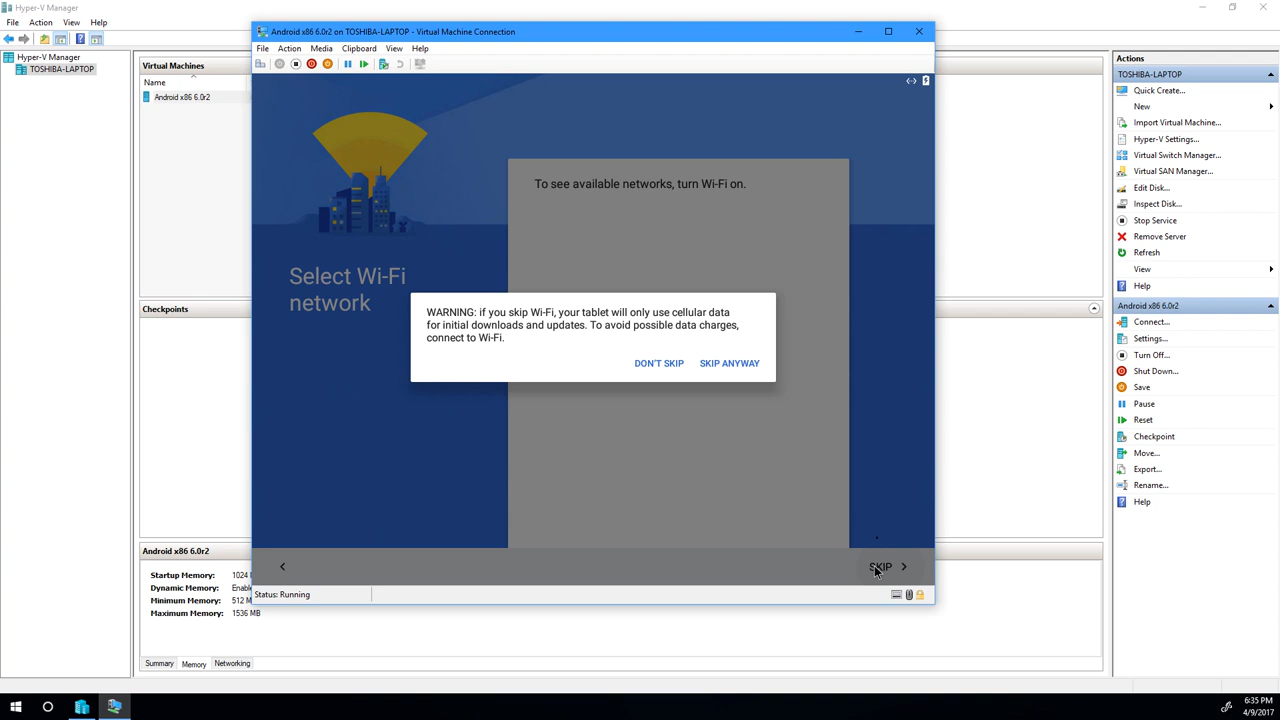 Hyper-V Manager
File Action View Help
Hyper-V Manager
TOSHIBA-LAPTOP
Virtual Machines
Name
Android x86 6.0r2
Checkpoints
Android x86 6.0r2
Startup Memory: 1024
Dynamic Memory: Enable
Minimum Memory: 512 M
Maximum Memory: 1536 MB
Summary Memory Networking
Android x86 6.0r2 on TOSHIBA-LAPTOP - Virtual Machine Connection
File Action Media Clipboard View Help
To see available networks, turn Wi-Fi on.
Select Wi-Fi
network
WARNING: if you skip Wi-Fi, your tablet will only use cellular data
for initial downloads and updates. To avoid possible data charges,
connect to Wi-Fi.
DON'T SKIP SKIP ANYWAY
SKIP
Status: Running
Actions
TOSHIBA-LAPTOP
Quick Create...
New
Import Virtual Machine...
Hyper-V Settings...
Virtual Switch Manager...
Virtual SAN Manager...
Edit Disk...
Inspect Disk...
Stop Service
Remove Server
Refresh
View
Help
Android x86 6.0r2
Connect...
Settings...
Turn Off...
Shut Down...
Save
Pause
Reset
Checkpoint
Move...
Export...
Rename...
Help
6:35 PM
4/9/2017